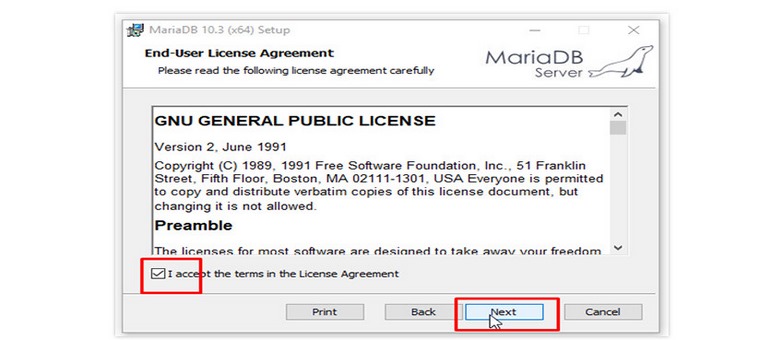 MariaDB 10.3 (x64) Setup
End-User License Agreement
Please read the following license agreement carefully
MariaDB
Server
GNU GENERAL PUBLIC LICENSE
Version 2, June 1991
Copyright (C) 1989, 1991 Free Software Foundation, Inc., 51 Franklin
Street, Fifth Floor, Boston, MA 02111-1301, USA Everyone is permitted
to copy and distribute verbatim copies of this license document, but
changing it is not allowed.
Preamble
The licenses for most software are designed to take away your freedom
I accept the terms in the License Agreement
Print Back Next Cancel